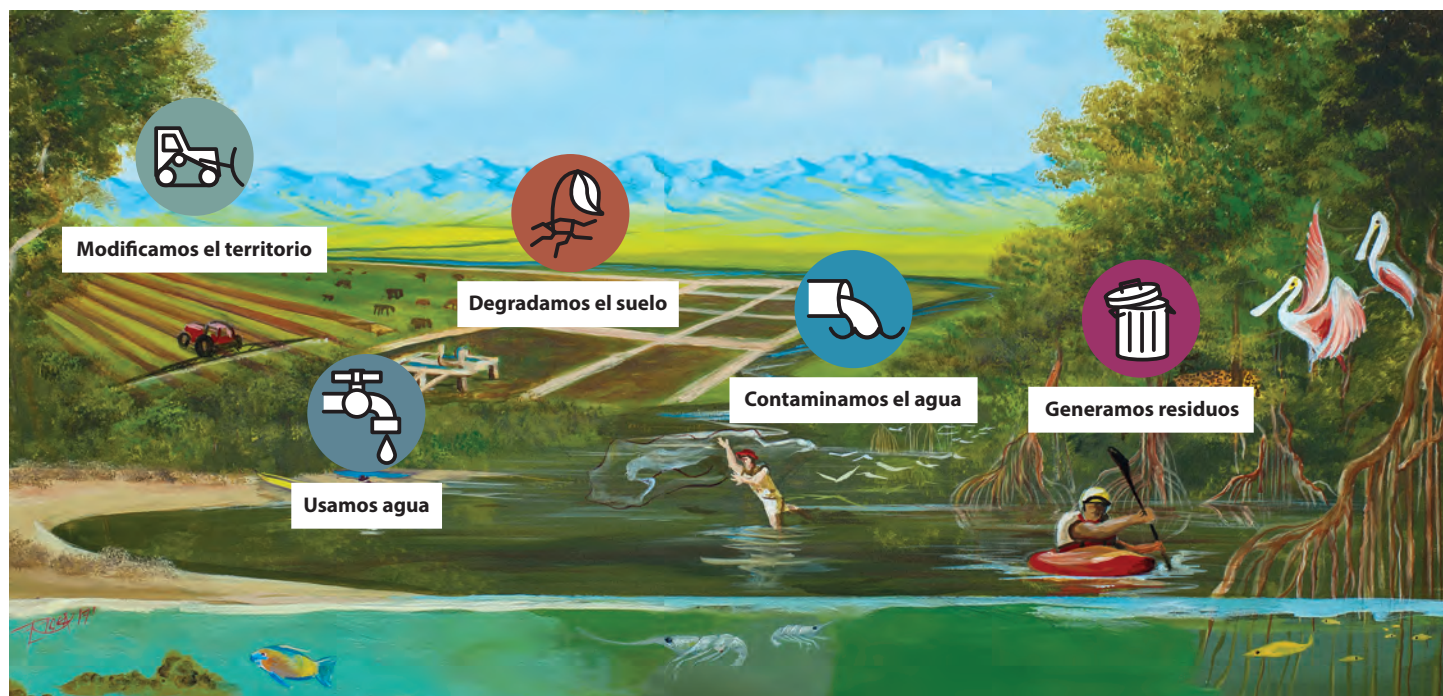 Modificamos el territorio
Degradamos el suelo
Contaminamos el agua
Generamos residuos
Usamos agua